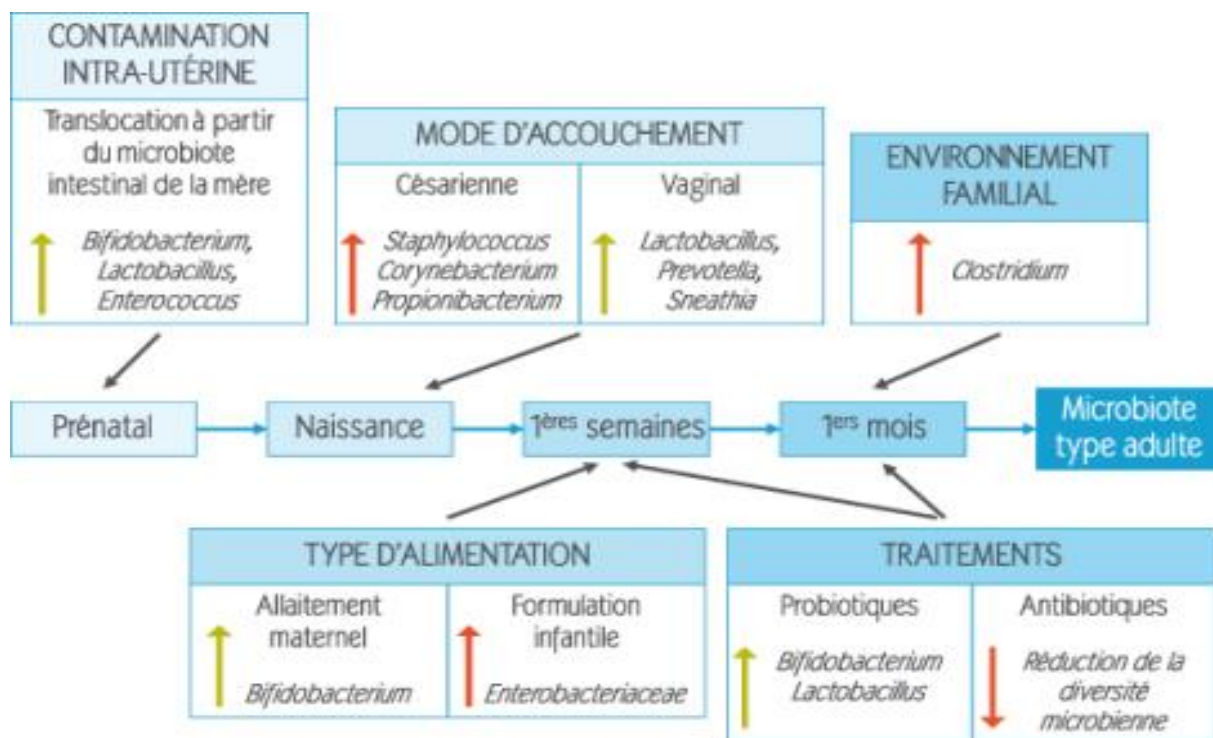 CONTAMINATION
INTRA-UTÉRINE
Translocation à partir
du microbiote
intestinal de la mère
Bifidobacterium,
Lactobacillus,
Enterococcus
MODE D'ACCOUCHEMENT
Césarienne
Staphylococcus
Corynebacterium
Propionibacterium
Vaginal
Lactobacillus,
Prevotella,
Sneathia
ENVIRONNEMENT
FAMILIAL
Clostridium
Prénatal
Naissance
1ères semaines
1ers mois
Microbiote
type adulte
TYPE D'ALIMENTATION
Allaitement
maternel
Bifidobacterium
Formulation
infantile
Enterobacteriaceae
TRAITEMENTS
Probiotiques
Bifidobacterium
Lactobacillus
Antibiotiques
Réduction de la
diversité
microbienne